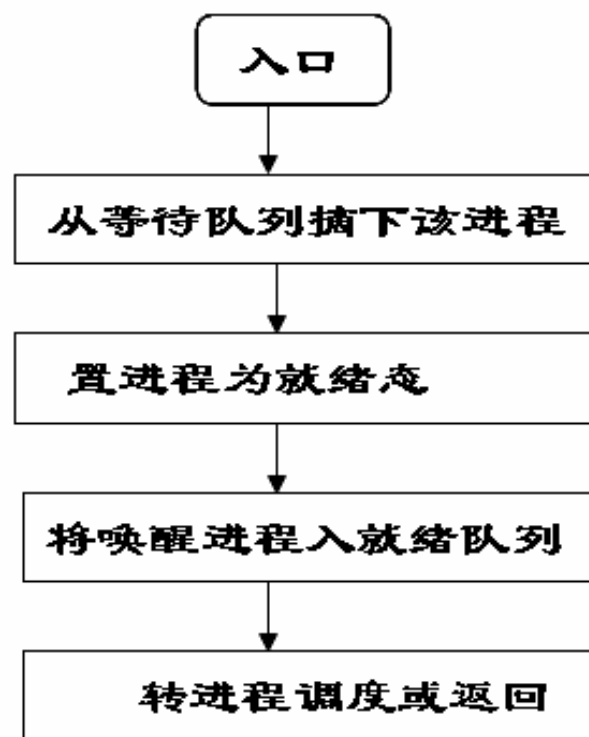 入口
从等待队列摘下该进程
置进程为就绪态
将唤醒进程入就绪队列
转进程调度或返回